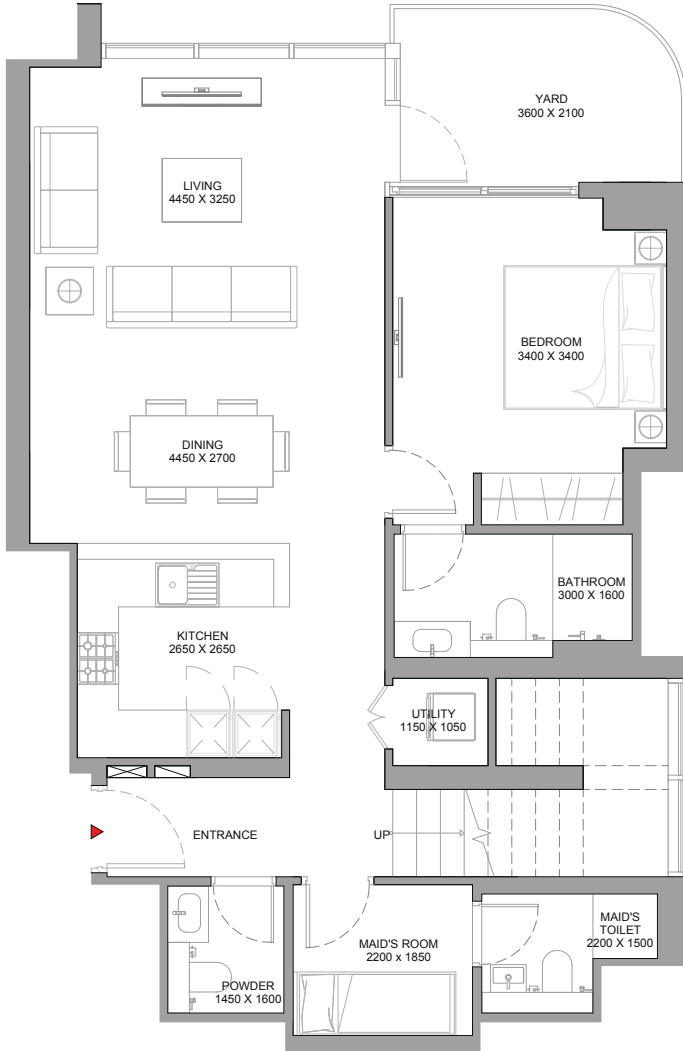 YARD
3600 X 2100
LIVING
4450 X 3250
BEDROOM
3400 X 3400
DINING
4450 X 2700
BATHROOM
3000 X 1600
KITCHEN
2650 X 2650
UTILITY
1150 X 1050
ENTRANCE
UP
MAID'S ROOM
2200 x 1850
MAID'S
TOILET
2200 X 1500
POWDER
1450 X 1600